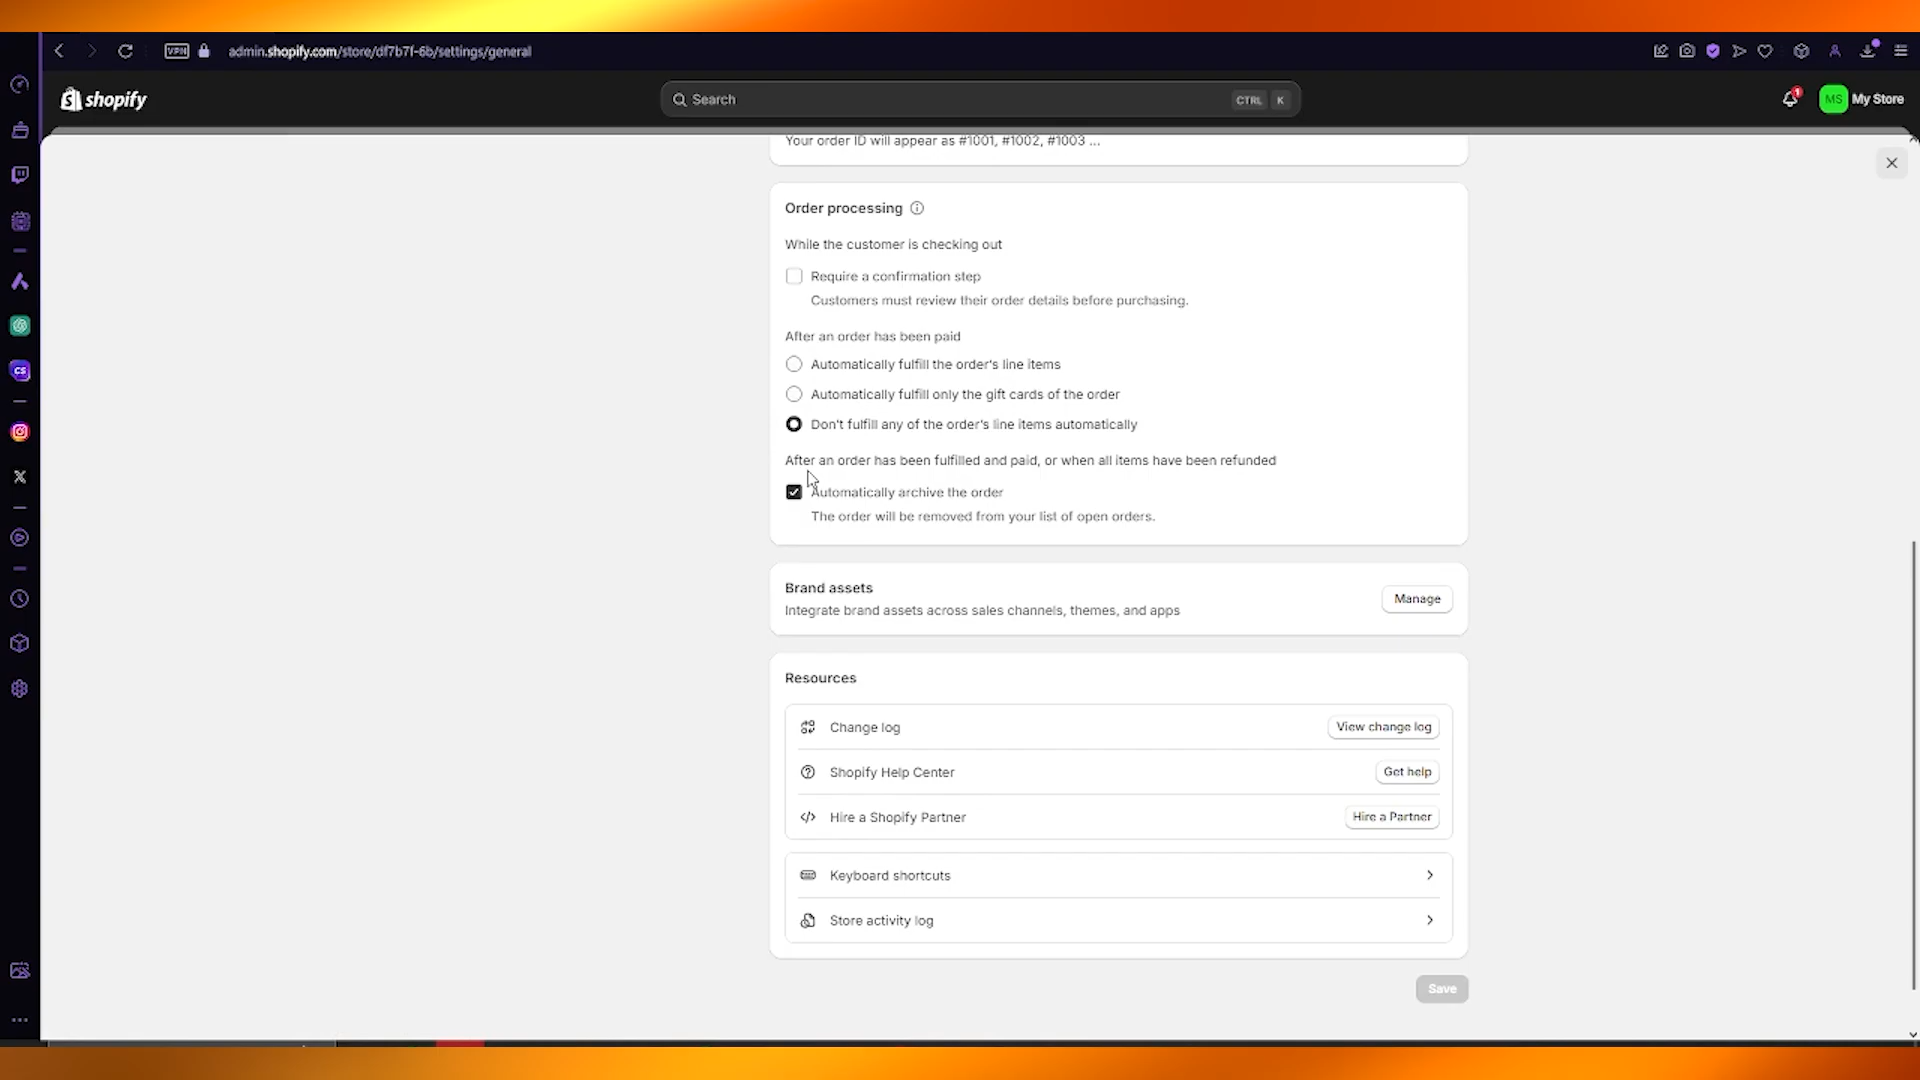 VPN
admin.shopify.com/store/df7b7f-6b/settings/general
shopify
Search
CTRL K
1
MS
My Store
CS
Your order ID will appear as #1001, #1002, #1003 ...
Order processing
While the customer is checking out
Require a confirmation step
Customers must review their order details before purchasing.
After an order has been paid
Automatically fulfill the order's line items
Automatically fulfill only the gift cards of the order
Don't fulfill any of the order's line items automatically
After an order has been fulfilled and paid, or when all items have been refunded
Automatically archive the order
The order will be removed from your list of open orders.
Brand assets
Integrate brand assets across sales channels, themes, and apps
Manage
Resources
Change log
View change log
Shopify Help Center
Get help
Hire a Shopify Partner
Hire a Partner
Keyboard shortcuts
Store activity log
Save